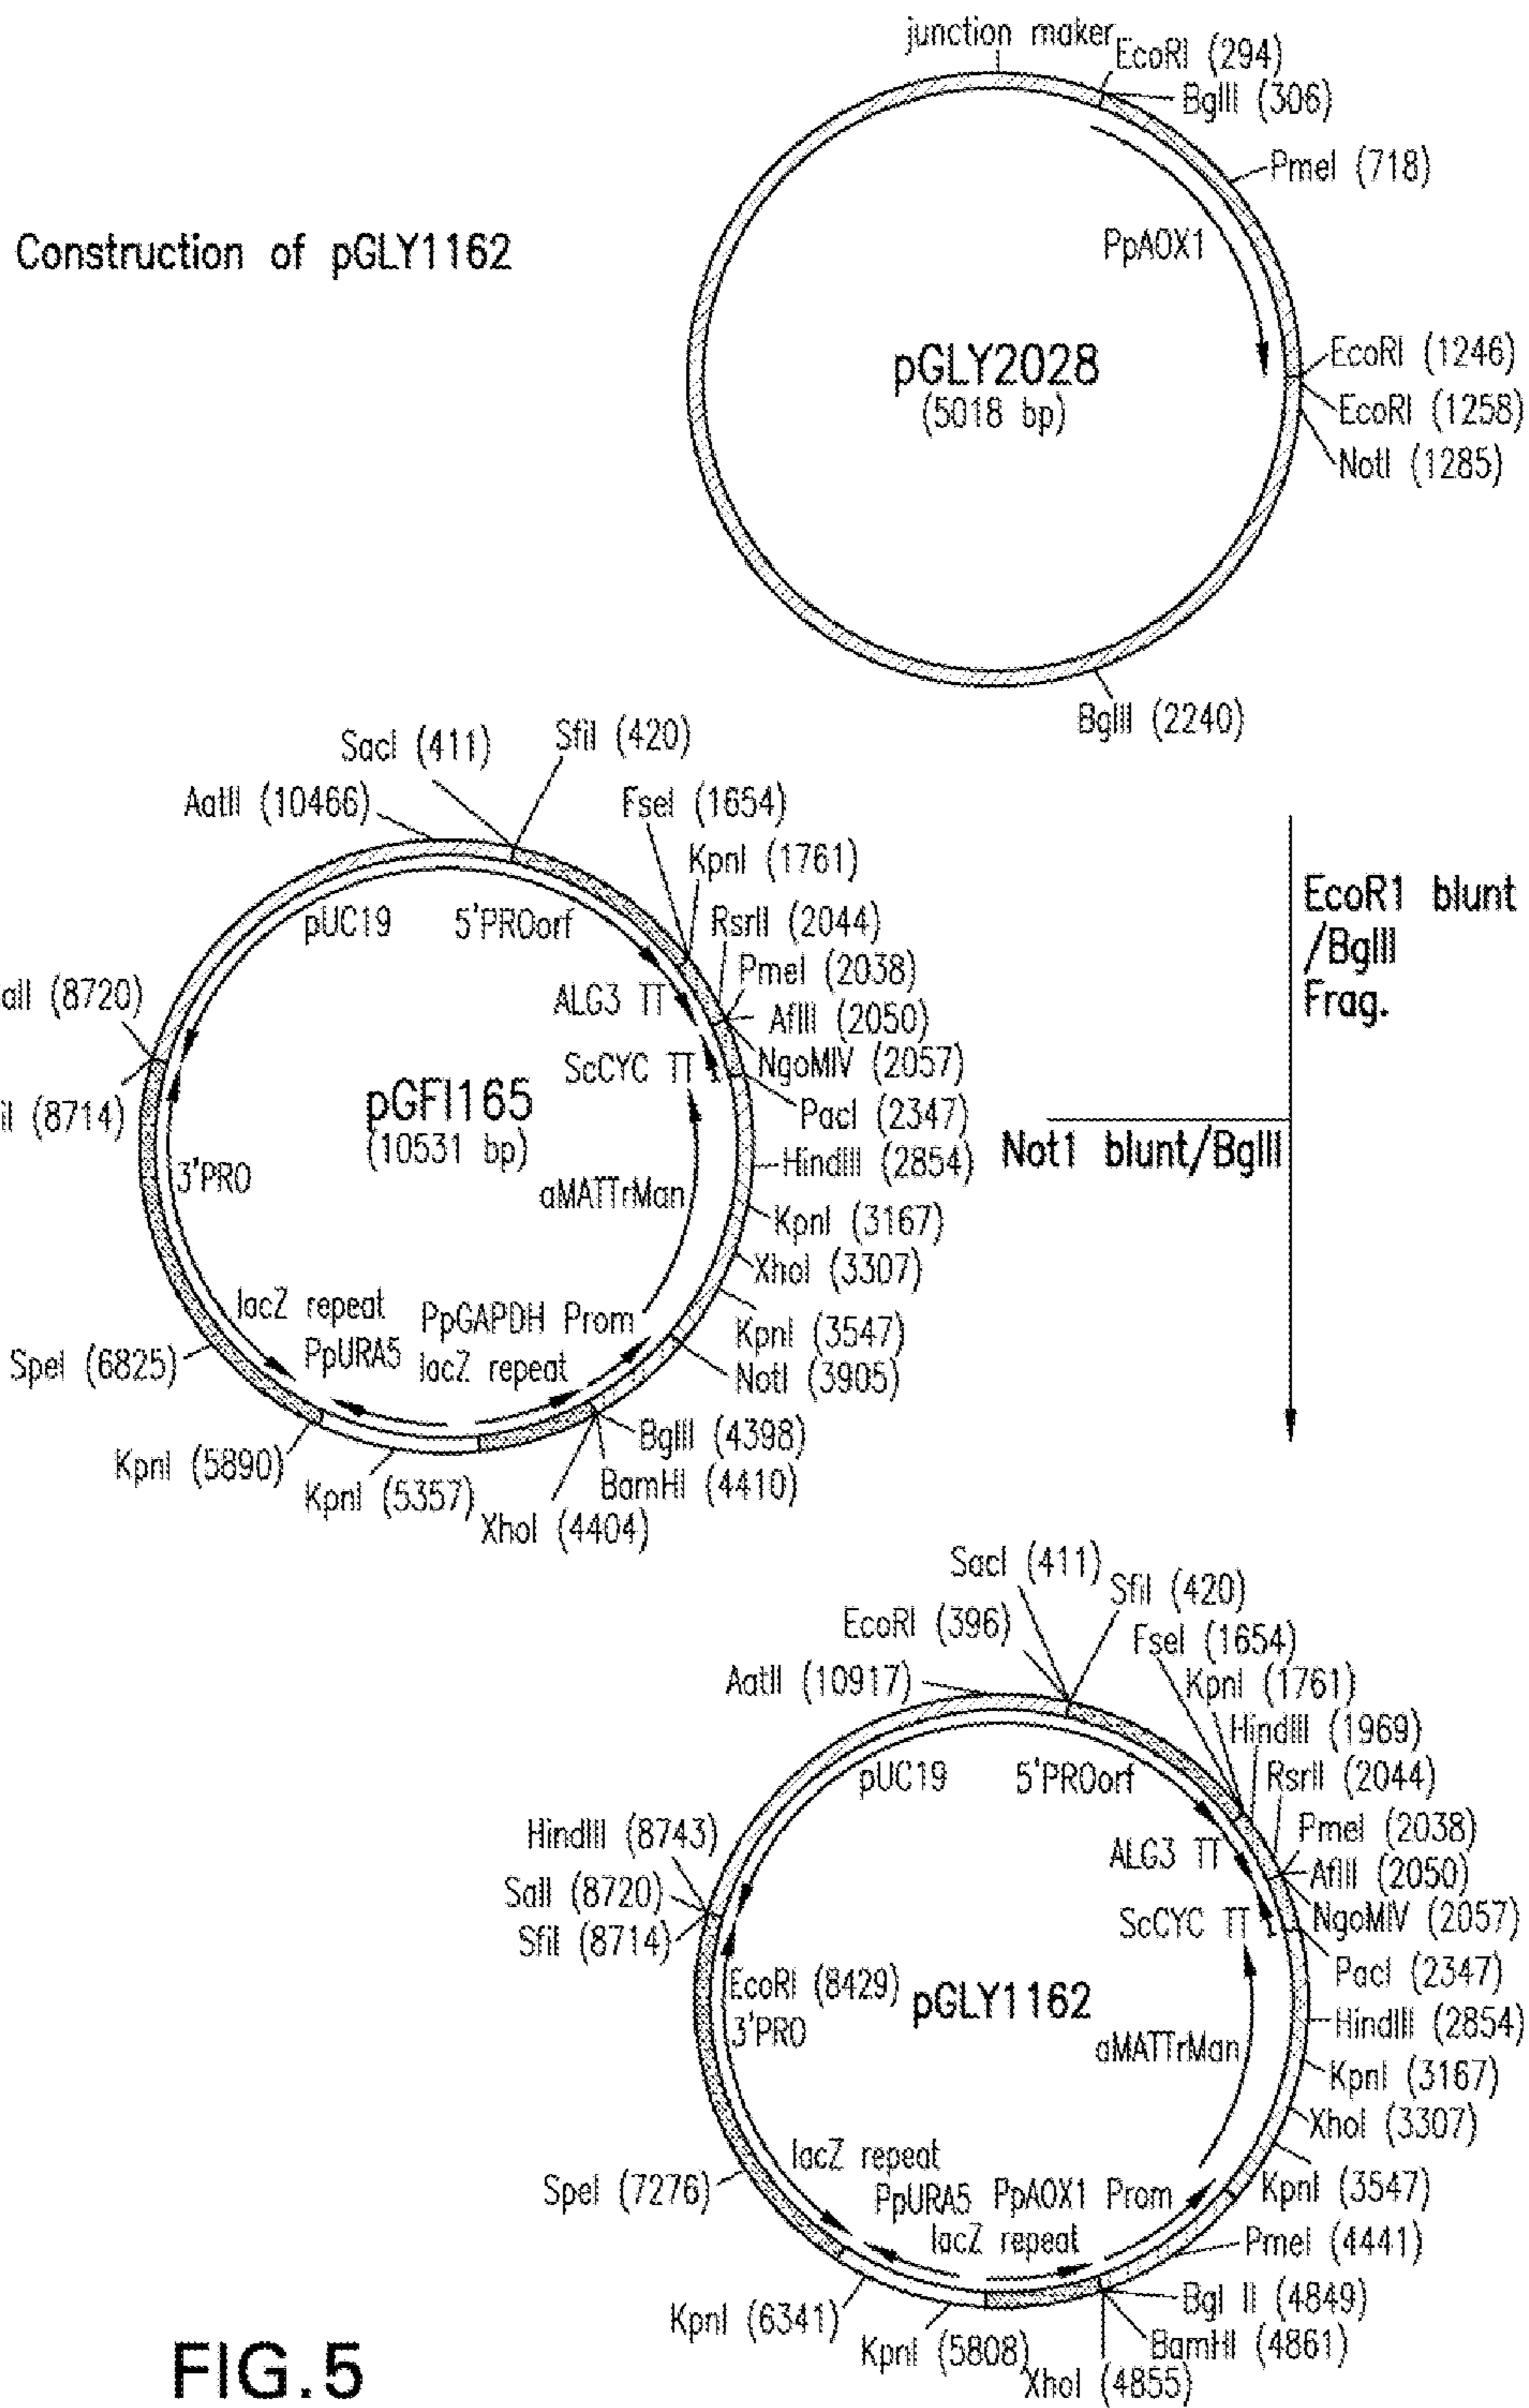 Construction of pGLY1162
junction maker
EcoRI (294)
BglII (306)
PmeI (718)
PpAOX1
pGLY2028
(5018 bp)
EcoRI (1246)
EcoRI (1258)
NotI (1285)
BglII (2240)
SacI (411)
SfiI (420)
AatII (10466)
FseI (1654)
KpnI (1761)
RsrII (2044)
PmeI (2038)
AflII (2050)
NgoMIV (2057)
PacI (2347)
HindIII (2854)
KpnI (3167)
XhoI (3307)
KpnI (3547)
NotI (3905)
BglII (4398)
BamHI (4410)
XhoI (4404)
KpnI (5357)
KpnI (5890)
SpeI (6825)
iI (8714)
aII (8720)
pUC19
5'PROorf
ALG3 TT
ScCYC TT
pGFI165
(10531 bp)
aMATTrMan
3'PRO
lacZ repeat
PpGAPDH Prom
PpURA5
lacZ repeat
EcoR1 blunt
/BglII
Frag.
Not1 blunt/BglII
SacI (411)
SfiI (420)
EcoRI (396)
FseI (1654)
AatII (10917)
KpnI (1761)
HindIII (1969)
RsrII (2044)
PmeI (2038)
AflII (2050)
NgoMIV (2057)
PacI (2347)
HindIII (2854)
KpnI (3167)
XhoI (3307)
KpnI (3547)
PmeI (4441)
Bgl II (4849)
BamHI (4861)
XhoI (4855)
KpnI (5808)
KpnI (6341)
SpeI (7276)
SfiI (8714)
SalI (8720)
HindIII (8743)
pUC19
5'PROorf
ALG3 TT
ScCYC TT
EcoRI (8429)
pGLY1162
3'PRO
aMATTrMan
lacZ repeat
PpURA5
PpAOX1 Prom
lacZ repeat
FIG.5